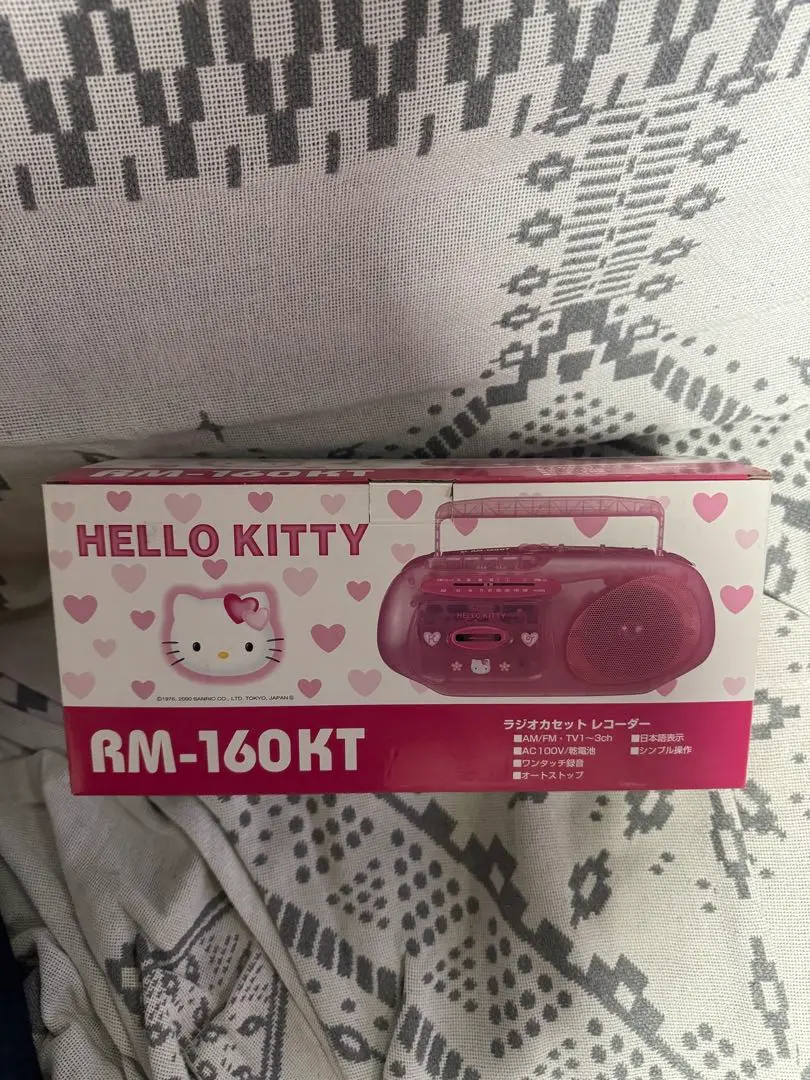 RM-160KT
HELLO KITTY
HELLO KITTY
©1976, 2000 SANRIO CO., LTD. TOKYO, JAPAN
RM-160KT
ラジオカセット レコーダー
■AM/FM・TV1～3ch
■日本語表示
■AC100V/乾電池
■シンプル操作
■ワンタッチ録音
■オートストップ